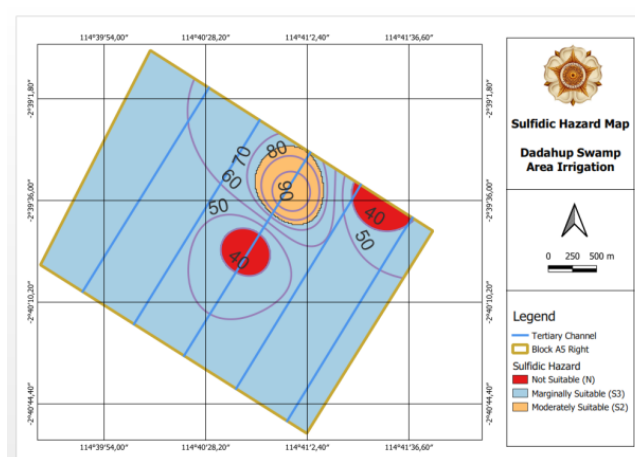 114°39'54,00" 114°40'28,20" 114°41'2,40" 114°41'36,60"
-2°39'1,80" -2°39'1,80"
80
70
60
90
-2°39'36,00" -2°39'36,00"
50
40
50
40
-2°40'10,20" -2°40'10,20"
-2°40'44,40" -2°40'44,40"
114°39'54,00" 114°40'28,20" 114°41'2,40" 114°41'36,60"
Sulfidic Hazard Map
Dadahup Swamp
Area Irrigation
0 250 500 m
Legend
Tertiary Channel
Block A5 Right
Sulfidic Hazard
Not Suitable (N)
Marginally Suitable (S3)
Moderately Suitable (S2)